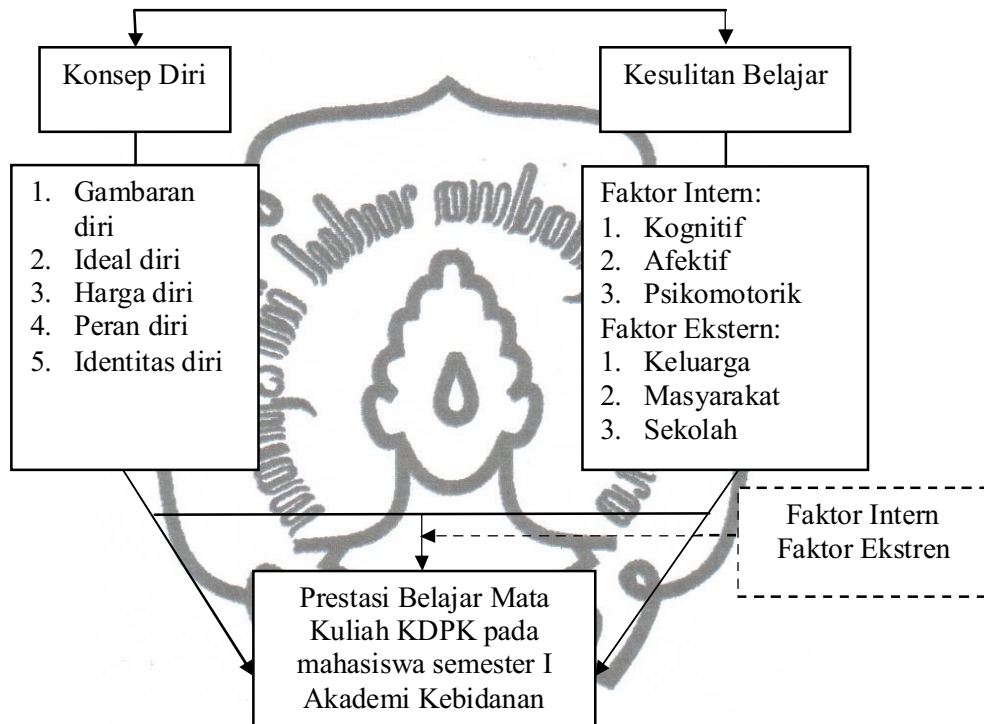 Konsep Diri
Kesulitan Belajar
1. Gambaran
diri
2. Ideal diri
3. Harga diri
4. Peran diri
5. Identitas diri
Faktor Intern:
1. Kognitif
2. Afektif
3. Psikomotorik
Faktor Ekstern:
1. Keluarga
2. Masyarakat
3. Sekolah
Faktor Intern
Faktor Ekstren
Prestasi Belajar Mata
Kuliah KDPK pada
mahasiswa semester I
Akademi Kebidanan